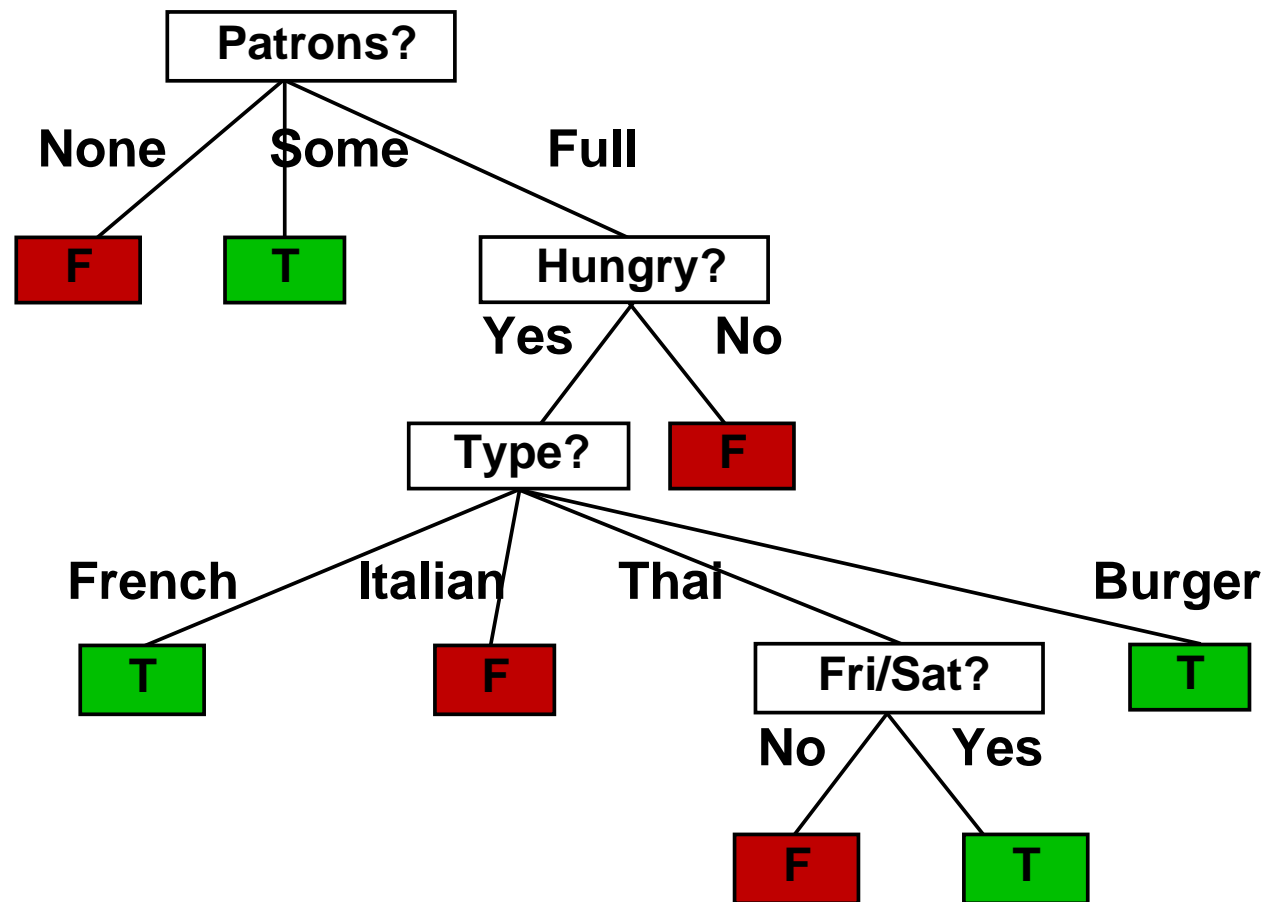 Patrons?
None Some Full
F T
Hungry?
Yes No
Type? F
French Italian Thai Burger
T F Fri/Sat? T
No Yes
F T